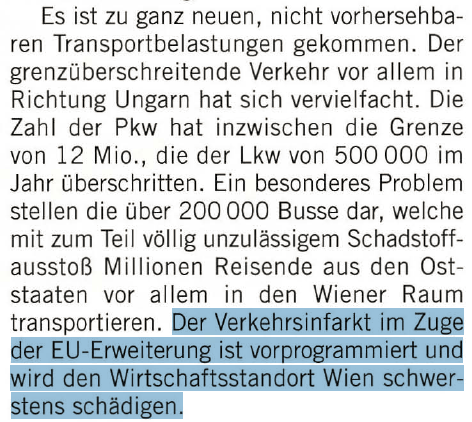 Es ist zu ganz neuen, nicht vorhersehba-
ren Transportbelastungen gekommen. Der
grenzüberschreitende Verkehr vor allem in
Richtung Ungarn hat sich vervielfacht. Die
Zahl der Pkw hat inzwischen die Grenze
von 12 Mio., die der Lkw von 500 000 im
Jahr überschritten. Ein besonderes Problem
stellen die über 200 000 Busse dar, welche
mit zum Teil völlig unzulässigem Schadstoff-
ausstoß Millionen Reisende aus den Ost-
staaten vor allem in den Wiener Raum
transportieren. Der Verkehrsinfarkt im Zuge
der EU-Erweiterung ist vorprogrammiert und
wird den Wirtschaftsstandort Wien schwer-
stens schädigen.